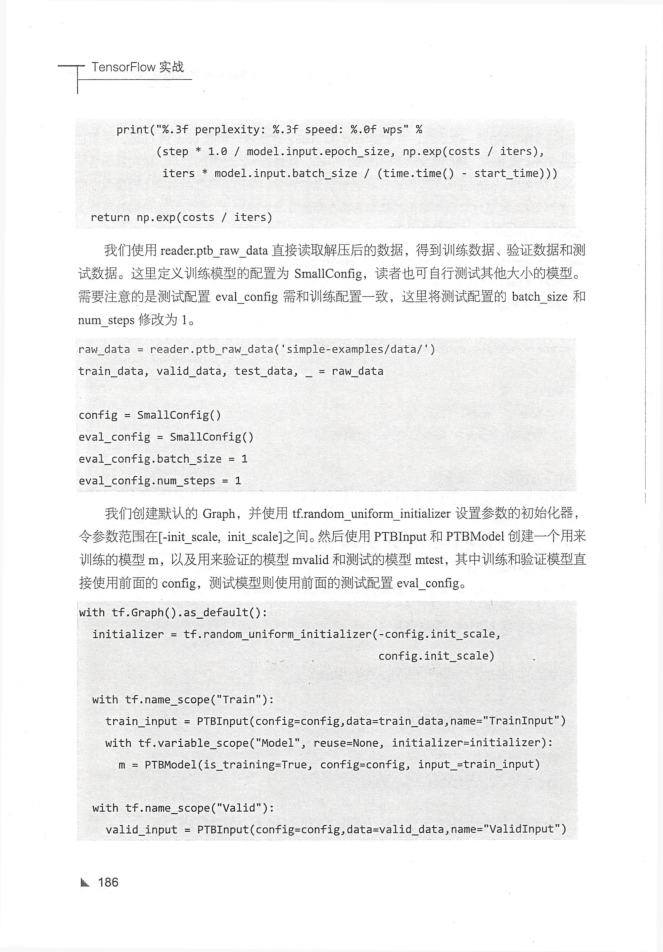 TensorFlow 实战
print("%.3f perplexity: %.3f speed: %.0f wps" %
(step * 1.0 / model.input.epoch_size, np.exp(costs / iters),
iters * model.input.batch_size / (time.time() - start_time)))
return np.exp(costs / iters)
我们使用 reader.ptb_raw_data 直接读取解压后的数据，得到训练数据、验证数据和测
试数据。这里定义训练模型的配置为 SmallConfig，读者也可自行测试其他大小的模型。
需要注意的是测试配置 eval_config 需和训练配置一致，这里将测试配置的 batch_size 和
num_steps 修改为 1。
raw_data = reader.ptb_raw_data('simple-examples/data/')
train_data, valid_data, test_data, _ = raw_data
config = SmallConfig()
eval_config = SmallConfig()
eval_config.batch_size = 1
eval_config.num_steps = 1
我们创建默认的 Graph，并使用 tf.random_uniform_initializer 设置参数的初始化器，
令参数范围在[-init_scale, init_scale]之间。然后使用 PTBInput 和 PTBModel 创建一个用来
训练的模型 m，以及用来验证的模型 mvalid 和测试的模型 mtest，其中训练和验证模型直
接使用前面的 config，测试模型则使用前面的测试配置 eval_config。
with tf.Graph().as_default():
initializer = tf.random_uniform_initializer(-config.init_scale,
config.init_scale)
with tf.name_scope("Train"):
train_input = PTBInput(config=config,data=train_data,name="TrainInput")
with tf.variable_scope("Model", reuse=None, initializer=initializer):
m = PTBModel(is_training=True, config=config, input_=train_input)
with tf.name_scope("Valid"):
valid_input = PTBInput(config=config,data=valid_data,name="ValidInput")
186